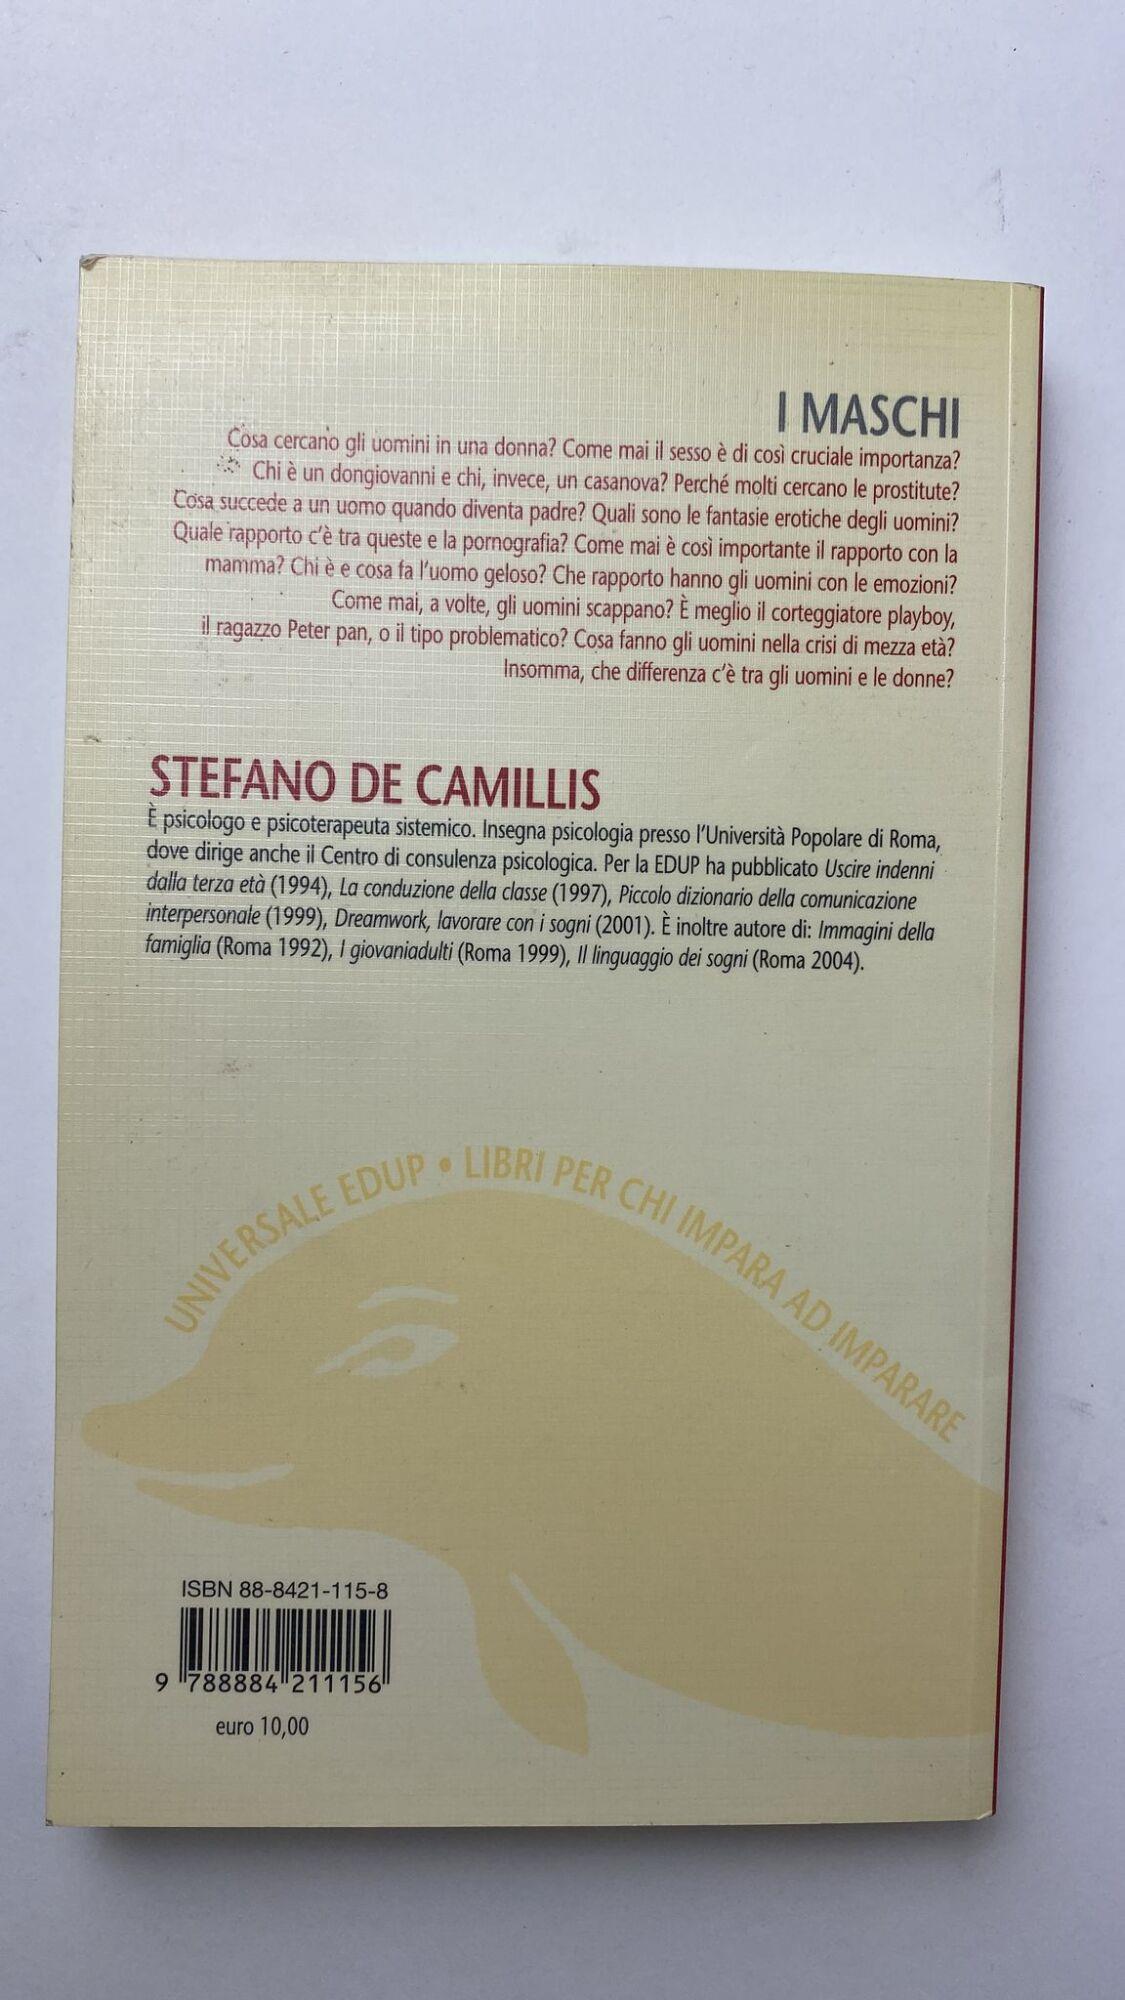 I MASCHI
Cosa cercano gli uomini in una donna? Come mai il sesso è di così cruciale importanza?
Chi è un dongiovanni e chi, invece, un casanova? Perché molti cercano le prostitute?
Cosa succede a un uomo quando diventa padre? Quali sono le fantasie erotiche degli uomini?
Quale rapporto c'è tra queste e la pornografia? Come mai è così importante il rapporto con la
mamma? Chi è e cosa fa l'uomo geloso? Che rapporto hanno gli uomini con le emozioni?
Come mai, a volte, gli uomini scappano? È meglio il corteggiatore playboy,
il ragazzo Peter pan, o il tipo problematico? Cosa fanno gli uomini nella crisi di mezza età?
Insomma, che differenza c'è tra gli uomini e le donne?
STEFANO DE CAMILLIS
È psicologo e psicoterapeuta sistemico. Insegna psicologia presso l'Università Popolare di Roma,
dove dirige anche il Centro di consulenza psicologica. Per la EDUP ha pubblicato Uscire indenni
dalla terza età (1994), La conduzione della classe (1997), Piccolo dizionario della comunicazione
interpersonale (1999), Dreamwork, lavorare con i sogni (2001). È inoltre autore di: Immagini della
famiglia (Roma 1992), I giovaniadulti (Roma 1999), Il linguaggio dei sogni (Roma 2004).
UNIVERSALE EDUP • LIBRI PER CHI IMPARA AD IMPARARE
ISBN 88-8421-115-8
9 788884 211156
euro 10,00